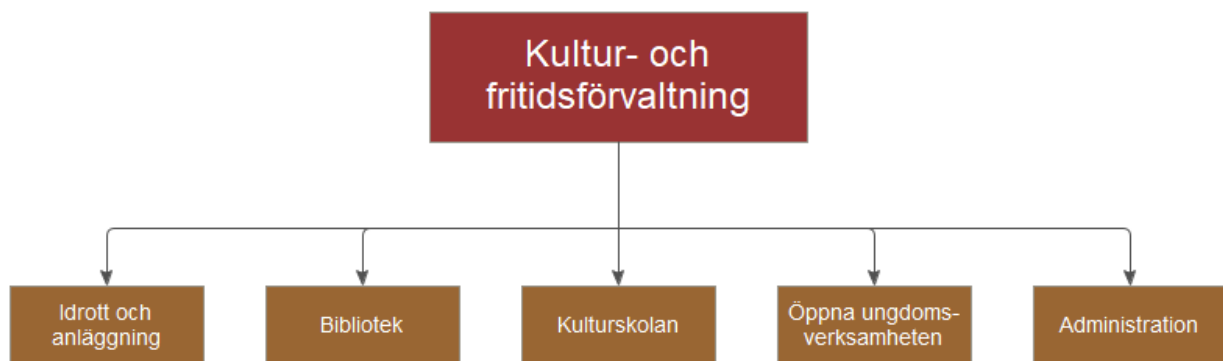 Kultur- och
fritidsförvaltning
Idrott och
anläggning
Bibliotek
Kulturskolan
Öppna ungdoms-
verksamheten
Administration